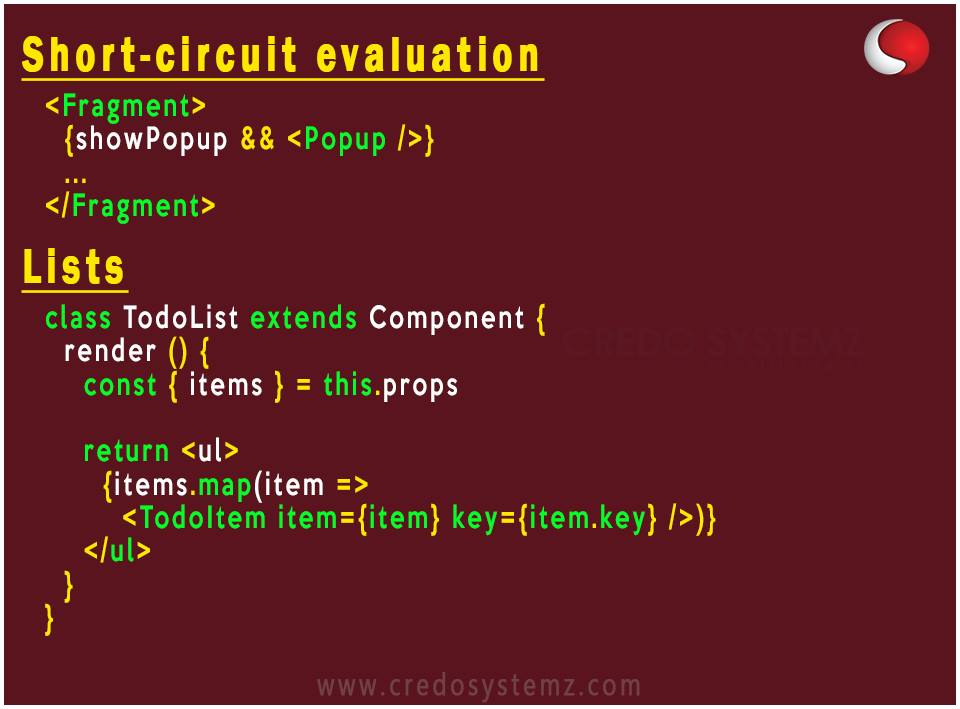 Short-circuit evaluation
<Fragment>
{showPopup && <Popup />}
...
</Fragment>
Lists
class TodoList extends Component {
render () {
const { items } = this.props
return <ul>
{items.map(item =>
<TodoItem item={item} key={item.key} />)}
</ul>
}
}
CREDO SYSTEMZ
www.credosystemz.com